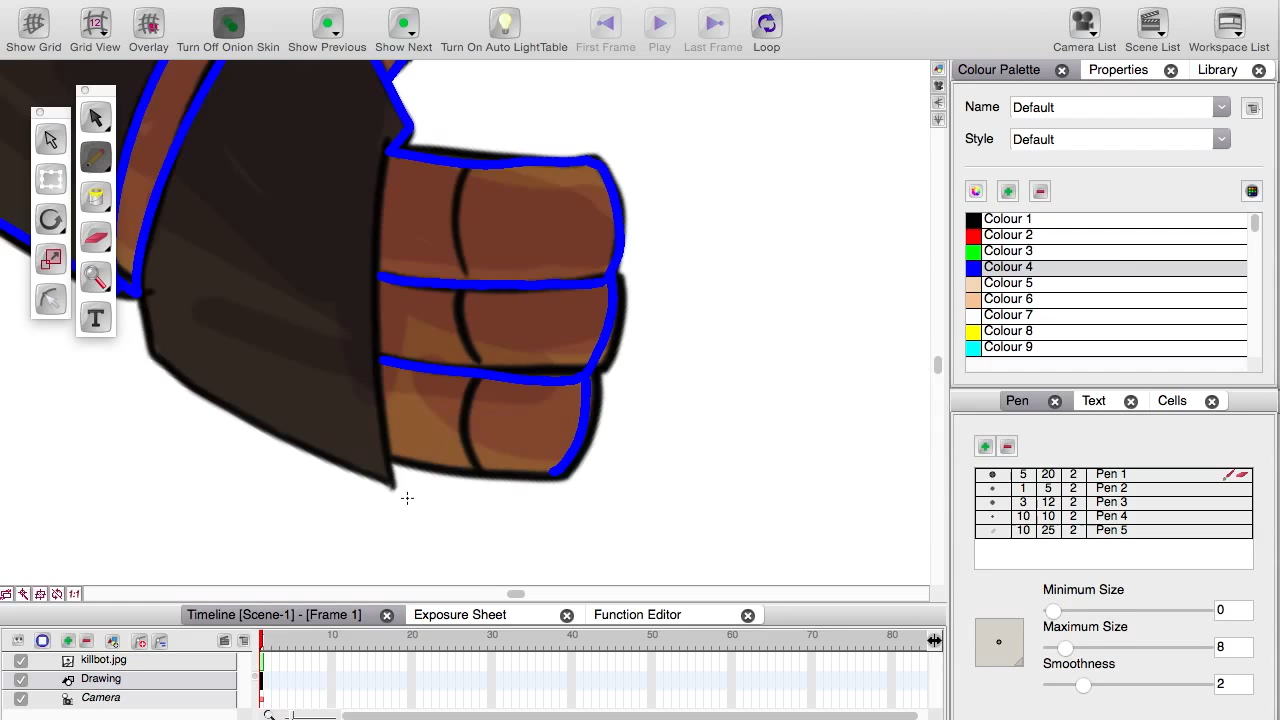 Show Grid Grid View Overlay Turn Off Onion Skin Show Previous Show Next Turn On Auto LightTable First Frame Play Last Frame Loop Camera List Scene List Workspace List
12
Colour Palette Properties Library
Name Default
Style Default
Colour 1
Colour 2
Colour 3
Colour 4
Colour 5
Colour 6
Colour 7
Colour 8
Colour 9
T
Pen Text Cells
5 20 2 Pen 1
1 5 2 Pen 2
3 12 2 Pen 3
10 10 2 Pen 4
10 25 2 Pen 5
Minimum Size
0
Maximum Size
8
Smoothness
2
1:1
Timeline [Scene-1] - [Frame 1] Exposure Sheet Function Editor
10 20 30 40 50 60 70 80
killbot.jpg
Drawing
Camera